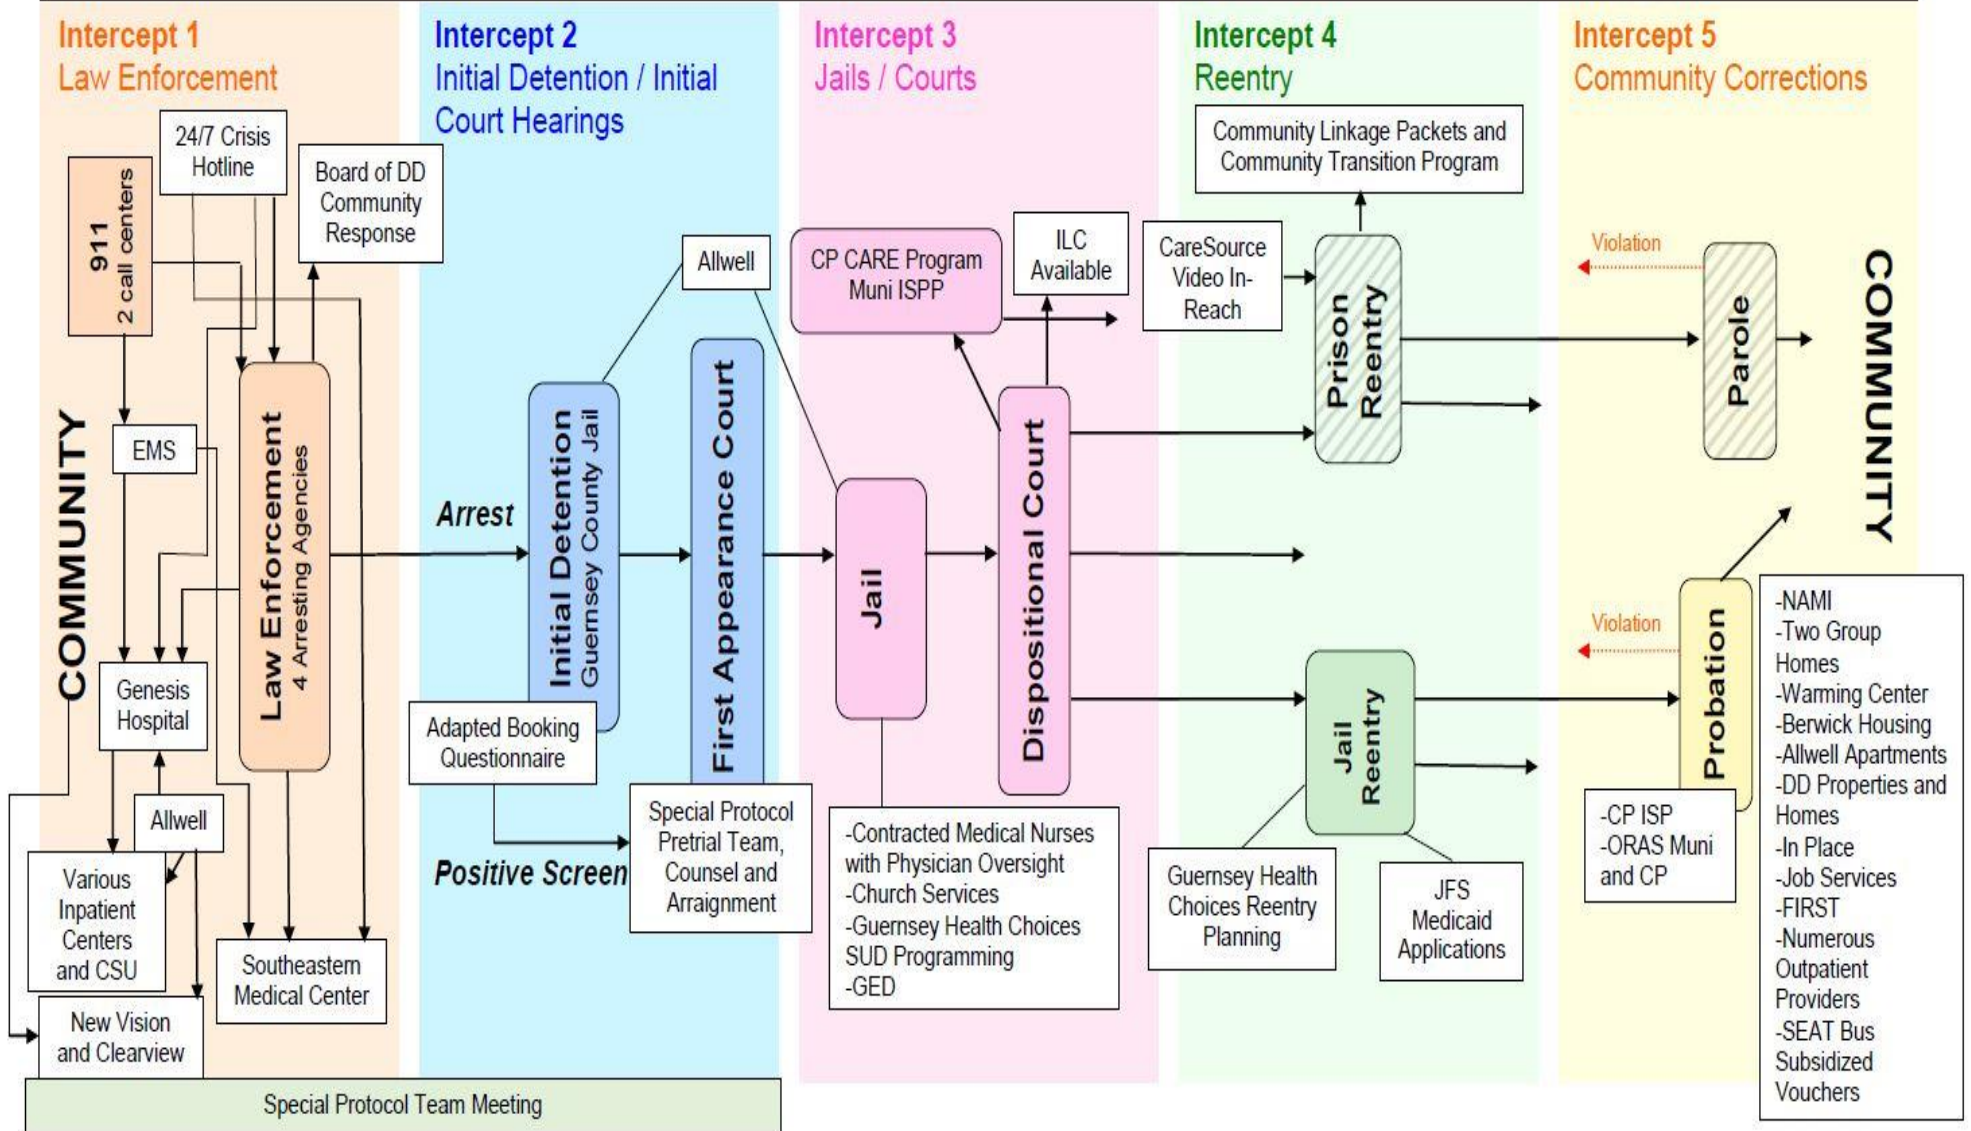 Intercept 1
Law Enforcement
24/7 Crisis
Hotline
911
2 call centers
Board of DD
Community
Response
EMS
COMMUNITY
Law Enforcement
4 Arresting Agencies
Genesis
Hospital
Allwell
Various
Inpatient
Centers
and CSU
Southeastern
Medical Center
New Vision
and Clearview
Special Protocol Team Meeting
Intercept 2
Initial Detention / Initial
Court Hearings
Allwell
Arrest
Initial Detention
Guernsey County Jail
First Appearance Court
Adapted Booking
Questionnaire
Positive Screen
Special Protocol
Pretrial Team,
Counsel and
Arraignment
Intercept 3
Jails / Courts
CP CARE Program
Muni ISPP
ILC
Available
Jail
Dispositional Court
-Contracted Medical Nurses
with Physician Oversight
-Church Services
-Guernsey Health Choices
SUD Programming
-GED
Intercept 4
Reentry
Community Linkage Packets and
Community Transition Program
CareSource
Video In-
Reach
Prison
Reentry
Jail
Reentry
Guernsey Health
Choices Reentry
Planning
JFS
Medicaid
Applications
Intercept 5
Community Corrections
Violation
Parole
COMMUNITY
Violation
Probation
-CP ISP
-ORAS Muni
and CP
-NAMI
-Two Group
Homes
-Warming Center
-Berwick Housing
-Allwell Apartments
-DD Properties and
Homes
-In Place
-Job Services
-FIRST
-Numerous
Outpatient
Providers
-SEAT Bus
Subsidized
Vouchers